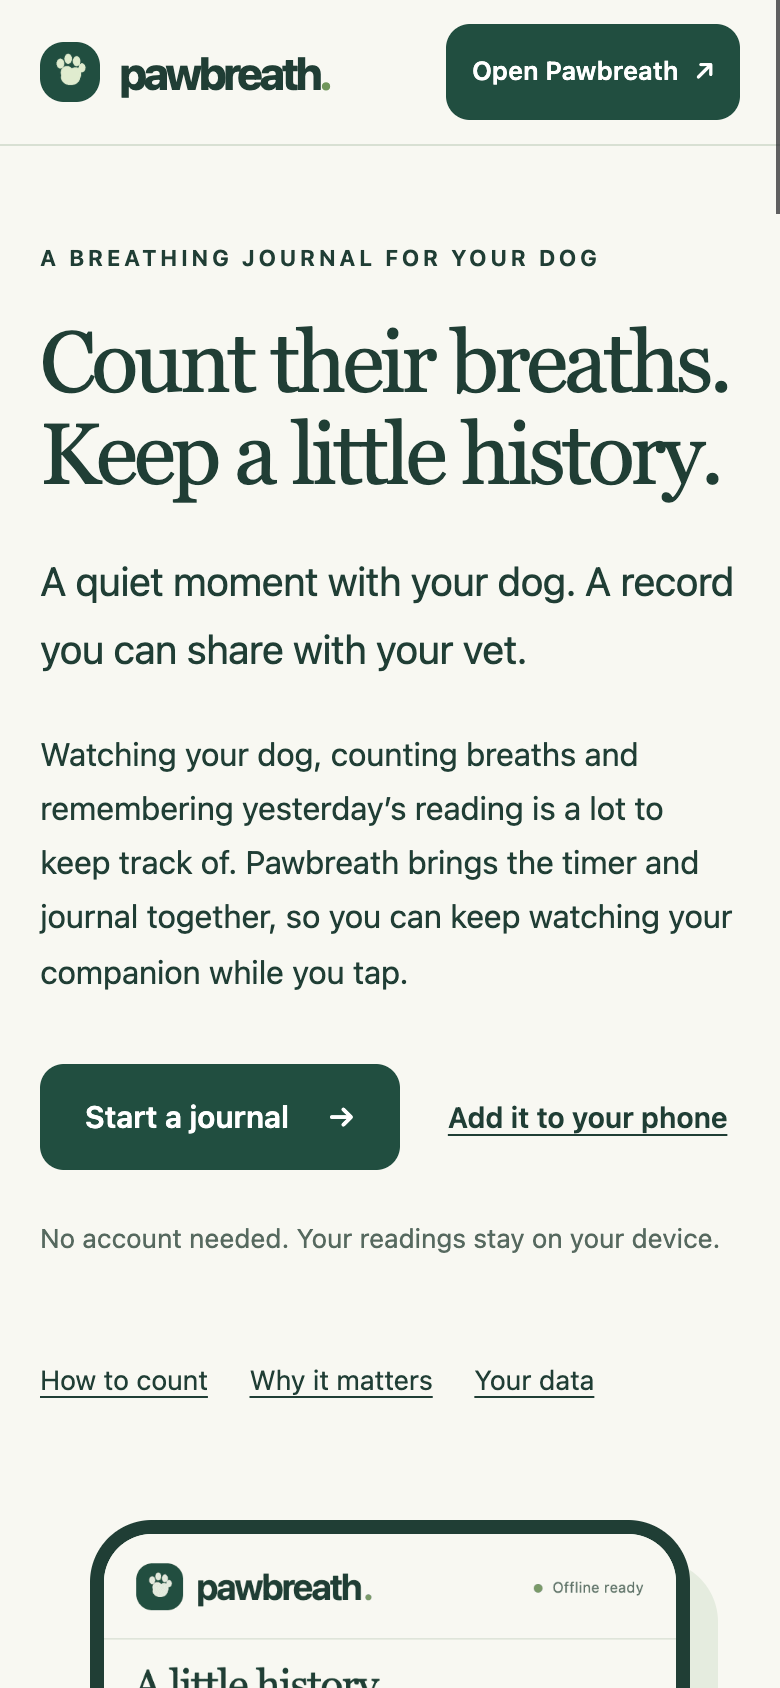 pawbreath.
Open Pawbreath ↗
A BREATHING JOURNAL FOR YOUR DOG
Count their breaths.
Keep a little history.
A quiet moment with your dog. A record
you can share with your vet.
Watching your dog, counting breaths and
remembering yesterday’s reading is a lot to
keep track of. Pawbreath brings the timer and
journal together, so you can keep watching your
companion while you tap.
Start a journal →
Add it to your phone
No account needed. Your readings stay on your device.
How to count
Why it matters
Your data
pawbreath.
Offline ready
A little history